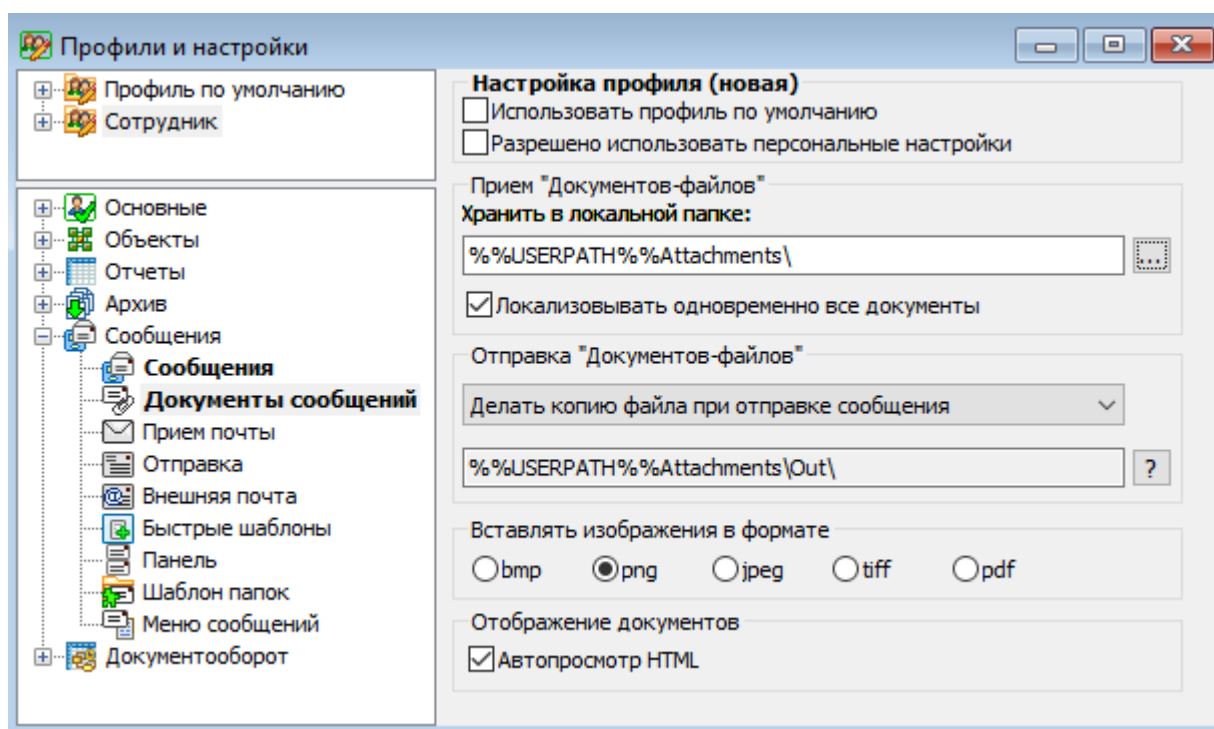 Профили и настройки
Профиль по умолчанию
Сотрудник
Основные
Объекты
Отчеты
Архив
Сообщения
Сообщения
Документы сообщений
Прием почты
Отправка
Внешняя почта
Быстрые шаблоны
Панель
Шаблон папок
Меню сообщений
Документооборот
Настройка профиля (новая)
Использовать профиль по умолчанию
Разрешено использовать персональные настройки
Прием "Документов-файлов"
Хранить в локальной папке:
%%USERPATH%%Attachments\
...
Локализовывать одновременно все документы
Отправка "Документов-файлов"
Делать копию файла при отправке сообщения
%%USERPATH%%Attachments\Out\
?
Вставлять изображения в формате
bmp png jpeg tiff pdf
Отображение документов
Автопросмотр HTML